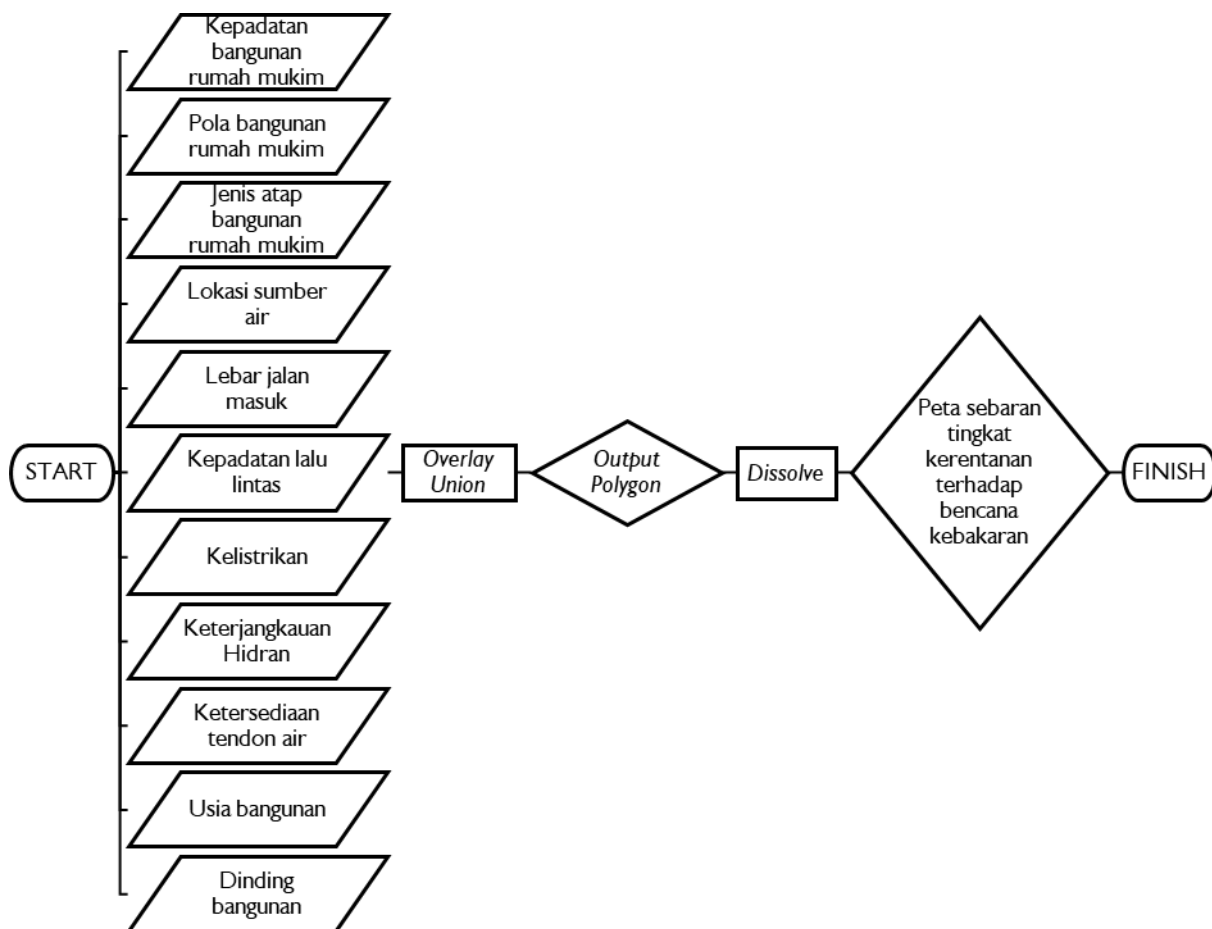 Kepadatan
bangunan
rumah mukim
Pola bangunan
rumah mukim
Jenis atap
bangunan
rumah mukim
Lokasi sumber
air
Lebar jalan
masuk
START
Kepadatan lalu
lintas
Kelistrikan
Keterjangkauan
Hidran
Ketersediaan
tendon air
Usia bangunan
Dinding
bangunan
Overlay
Union
Output
Polygon
Dissolve
Peta sebaran
tingkat
kerentanan
terhadap
bencana
kebakaran
FINISH